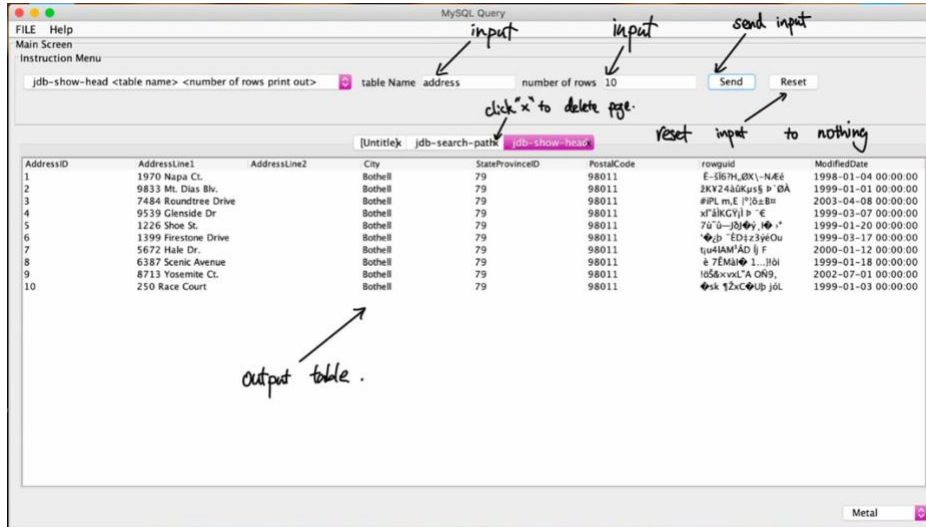 MySQL Query
FILE Help
input
input
send input
Main Screen
Instruction Menu
jdb-show-head <table name> <number of rows print out> table Name address number of rows 10 Send Reset
click "x" to delete pge.
reset input to nothing
[Untitle]x jdb-search-pathx jdb-show-headx
AddressID AddressLine1 AddressLine2 City StateProvinceID PostalCode rowguid ModifiedDate
1 1970 Napa Ct. Bothell 79 98011 1998-01-04 00:00:00
2 9833 Mt. Dias Blv. Bothell 79 98011 1999-01-01 00:00:00
3 7484 Roundtree Drive Bothell 79 98011 2003-04-08 00:00:00
4 9539 Glenside Dr Bothell 79 98011 1999-03-07 00:00:00
5 1226 Shoe St. Bothell 79 98011 1999-01-20 00:00:00
6 1399 Firestone Drive Bothell 79 98011 1999-03-17 00:00:00
7 5672 Hale Dr. Bothell 79 98011 2000-01-12 00:00:00
8 6387 Scenic Avenue Bothell 79 98011 1999-01-18 00:00:00
9 8713 Yosemite Ct. Bothell 79 98011 2002-07-01 00:00:00
10 250 Race Court Bothell 79 98011 1999-01-03 00:00:00
output table.
Metal